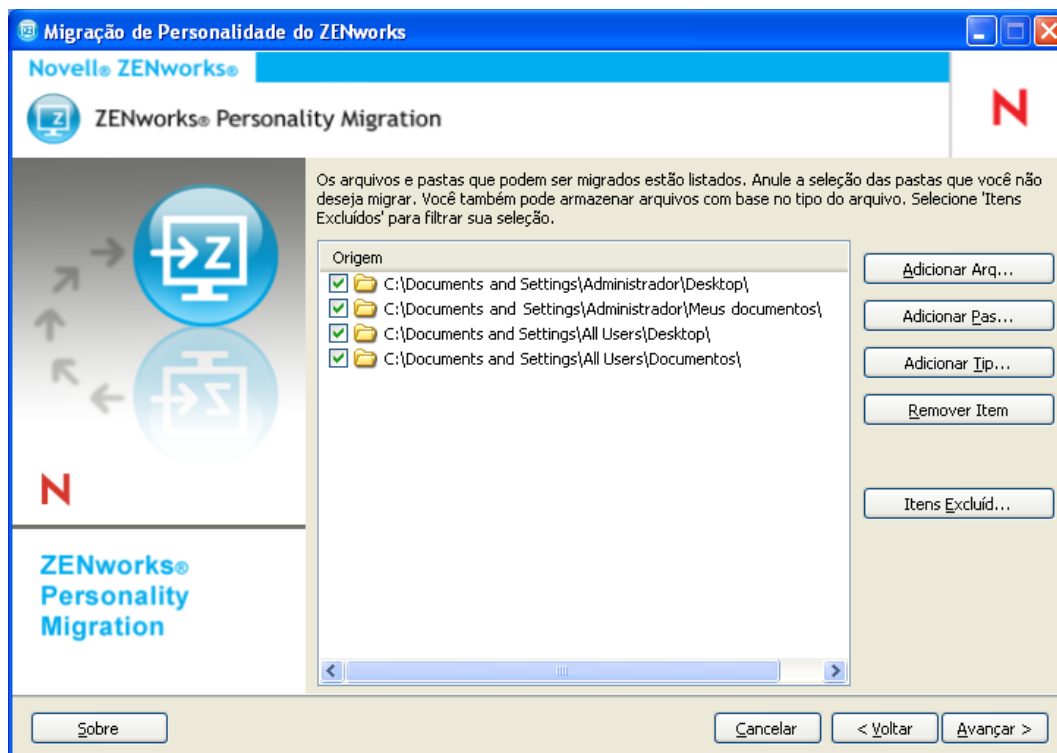 Migração de Personalidade do ZENworks
Novell® ZENworks®
ZENworks® Personality Migration
N
Os arquivos e pastas que podem ser migrados estão listados. Anule a seleção das pastas que você não
deseja migrar. Você também pode armazenar arquivos com base no tipo do arquivo. Selecione 'Itens
Excluídos' para filtrar sua seleção.
Origem
C:\Documents and Settings\Administrador\Desktop\
C:\Documents and Settings\Administrador\Meus documentos\
C:\Documents and Settings\All Users\Desktop\
C:\Documents and Settings\All Users\Documentos\
Adicionar Arq...
Adicionar Pas...
Adicionar Tip...
Remover Item
Itens Excluíd...
Z
N
ZENworks®
Personality
Migration
Sobre
Cancelar
< Voltar
Avançar >